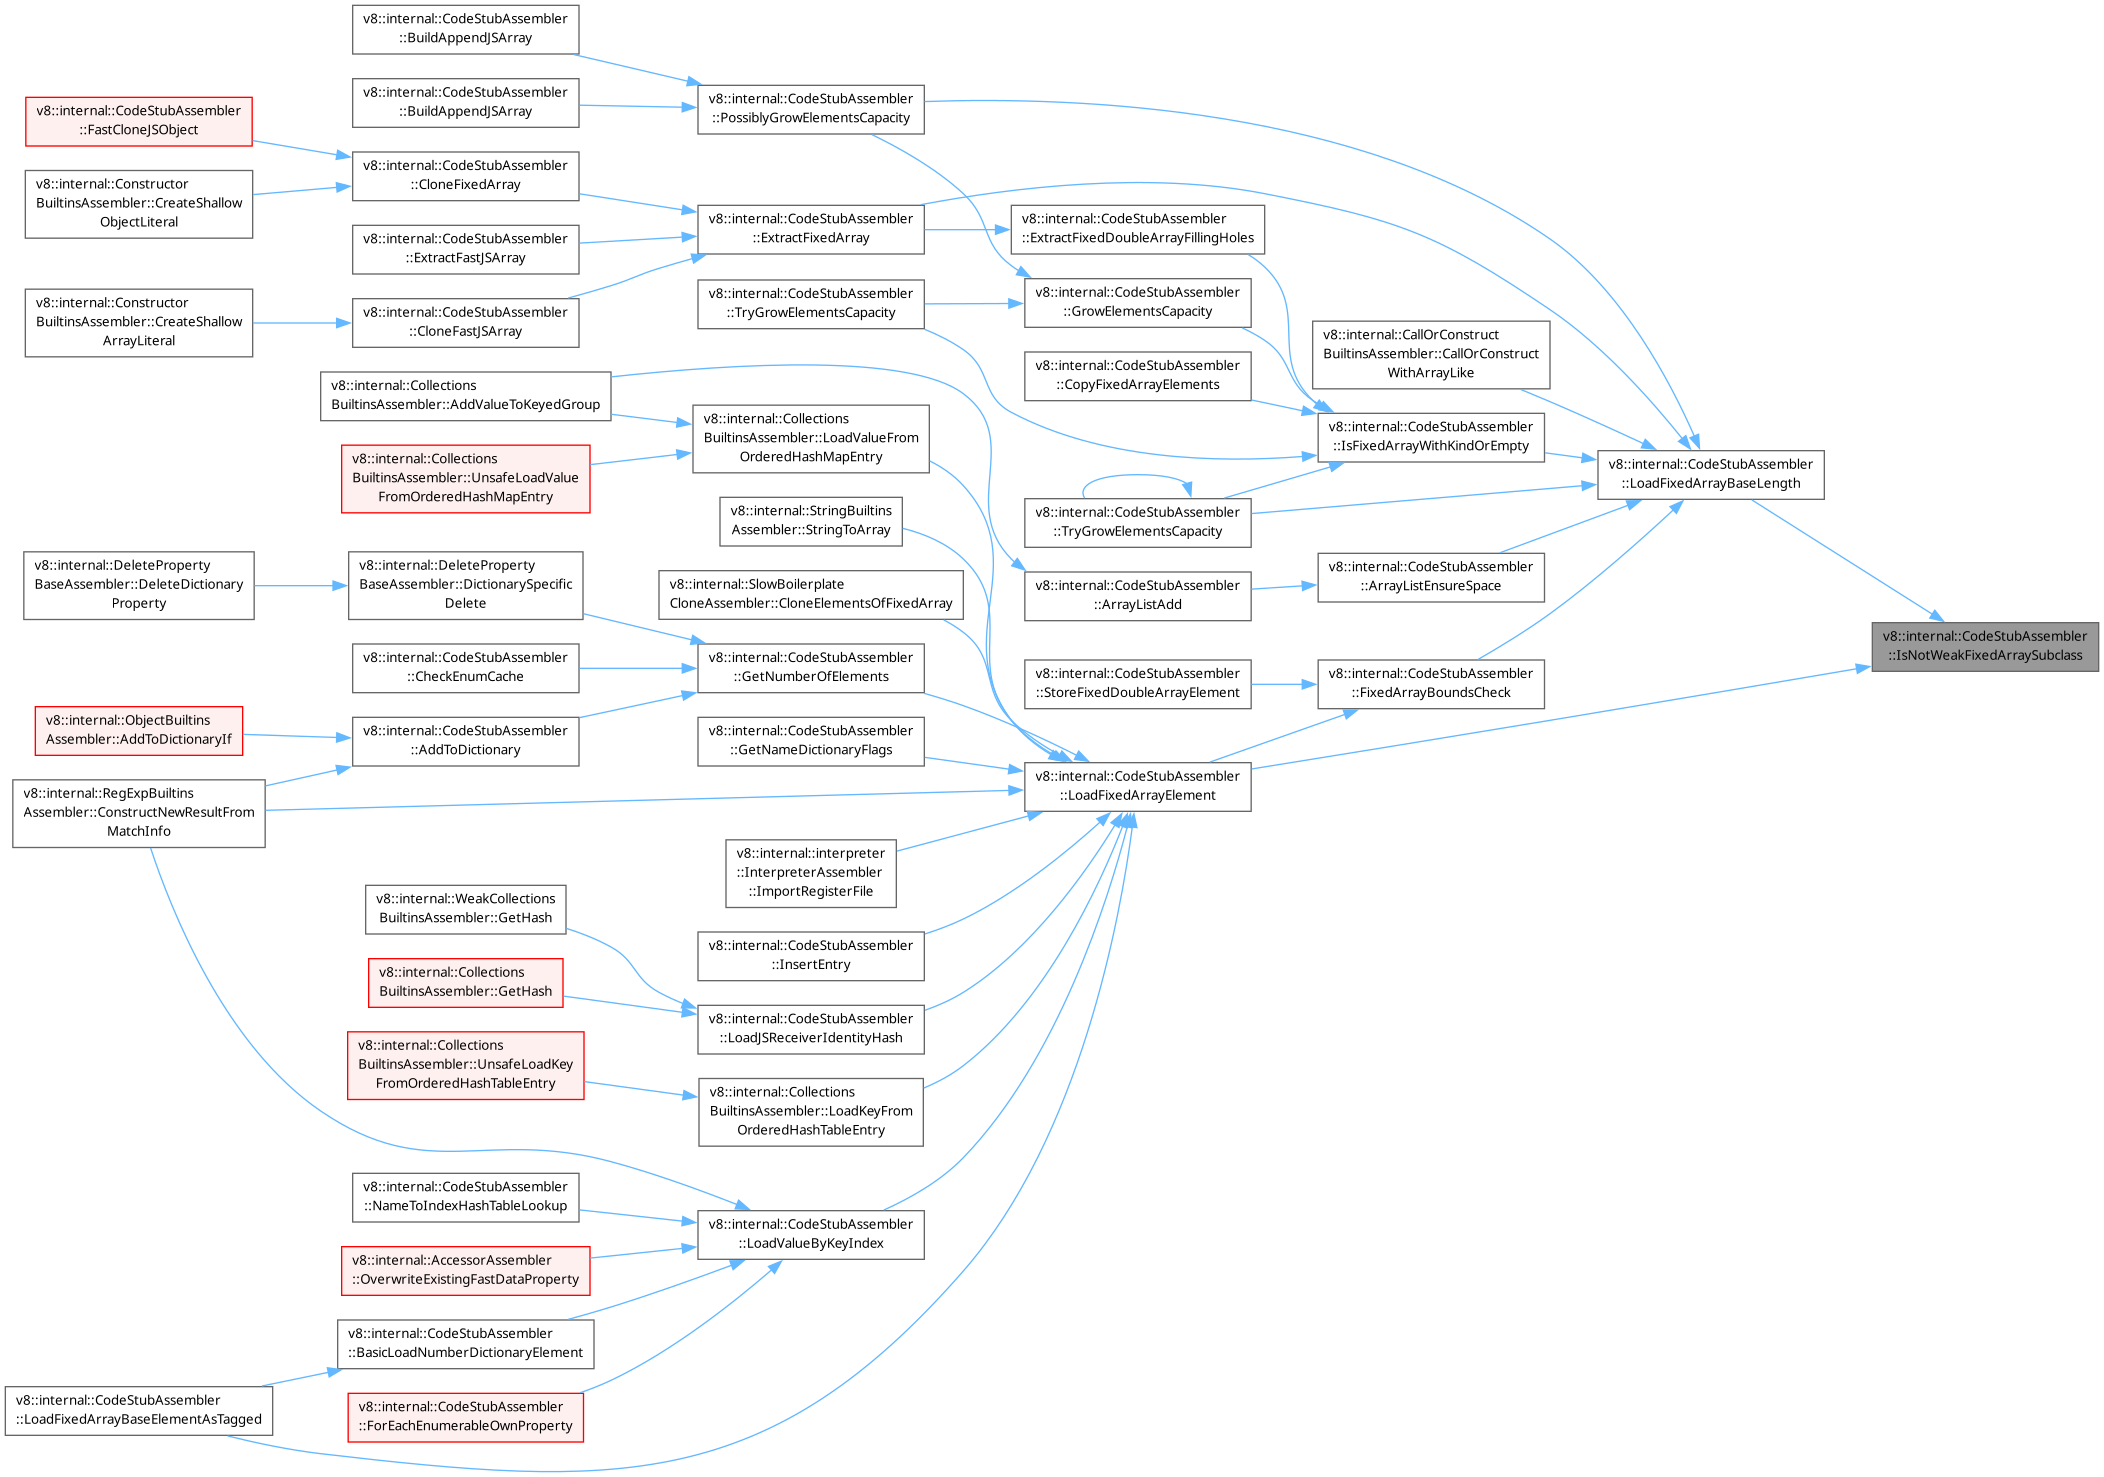 v8::internal::CodeStubAssembler
::BuildAppendJSArray
v8::internal::CodeStubAssembler
::BuildAppendJSArray
v8::internal::CodeStubAssembler
::PossiblyGrowElementsCapacity
v8::internal::CodeStubAssembler
::FastCloneJSObject
v8::internal::CodeStubAssembler
::CloneFixedArray
v8::internal::Constructor
BuiltinsAssembler::CreateShallow
ObjectLiteral
v8::internal::CodeStubAssembler
::ExtractFixedArray
v8::internal::CodeStubAssembler
::ExtractFixedDoubleArrayFillingHoles
v8::internal::CodeStubAssembler
::ExtractFastJSArray
v8::internal::CodeStubAssembler
::TryGrowElementsCapacity
v8::internal::CodeStubAssembler
::GrowElementsCapacity
v8::internal::Constructor
BuiltinsAssembler::CreateShallow
ArrayLiteral
v8::internal::CodeStubAssembler
::CloneFastJSArray
v8::internal::CallOrConstruct
BuiltinsAssembler::CallOrConstruct
WithArrayLike
v8::internal::CodeStubAssembler
::CopyFixedArrayElements
v8::internal::Collections
BuiltinsAssembler::AddValueToKeyedGroup
v8::internal::Collections
BuiltinsAssembler::LoadValueFrom
OrderedHashMapEntry
v8::internal::CodeStubAssembler
::IsFixedArrayWithKindOrEmpty
v8::internal::Collections
BuiltinsAssembler::UnsafeLoadValue
FromOrderedHashMapEntry
v8::internal::CodeStubAssembler
::LoadFixedArrayBaseLength
v8::internal::StringBuiltins
Assembler::StringToArray
v8::internal::CodeStubAssembler
::TryGrowElementsCapacity
v8::internal::DeleteProperty
BaseAssembler::DeleteDictionary
Property
v8::internal::DeleteProperty
BaseAssembler::DictionarySpecific
Delete
v8::internal::SlowBoilerplate
CloneAssembler::CloneElementsOfFixedArray
v8::internal::CodeStubAssembler
::ArrayListAdd
v8::internal::CodeStubAssembler
::ArrayListEnsureSpace
v8::internal::CodeStubAssembler
::IsNotWeakFixedArraySubclass
v8::internal::CodeStubAssembler
::CheckEnumCache
v8::internal::CodeStubAssembler
::GetNumberOfElements
v8::internal::CodeStubAssembler
::StoreFixedDoubleArrayElement
v8::internal::CodeStubAssembler
::FixedArrayBoundsCheck
v8::internal::ObjectBuiltins
Assembler::AddToDictionaryIf
v8::internal::CodeStubAssembler
::AddToDictionary
v8::internal::CodeStubAssembler
::GetNameDictionaryFlags
v8::internal::CodeStubAssembler
::LoadFixedArrayElement
v8::internal::RegExpBuiltins
Assembler::ConstructNewResultFrom
MatchInfo
v8::internal::interpreter
::InterpreterAssembler
::ImportRegisterFile
v8::internal::WeakCollections
BuiltinsAssembler::GetHash
v8::internal::CodeStubAssembler
::InsertEntry
v8::internal::Collections
BuiltinsAssembler::GetHash
v8::internal::CodeStubAssembler
::LoadJSReceiverIdentityHash
v8::internal::Collections
BuiltinsAssembler::UnsafeLoadKey
FromOrderedHashTableEntry
v8::internal::Collections
BuiltinsAssembler::LoadKeyFrom
OrderedHashTableEntry
v8::internal::CodeStubAssembler
::NameToIndexHashTableLookup
v8::internal::CodeStubAssembler
::LoadValueByKeyIndex
v8::internal::AccessorAssembler
::OverwriteExistingFastDataProperty
v8::internal::CodeStubAssembler
::BasicLoadNumberDictionaryElement
v8::internal::CodeStubAssembler
::LoadFixedArrayBaseElementAsTagged
v8::internal::CodeStubAssembler
::ForEachEnumerableOwnProperty